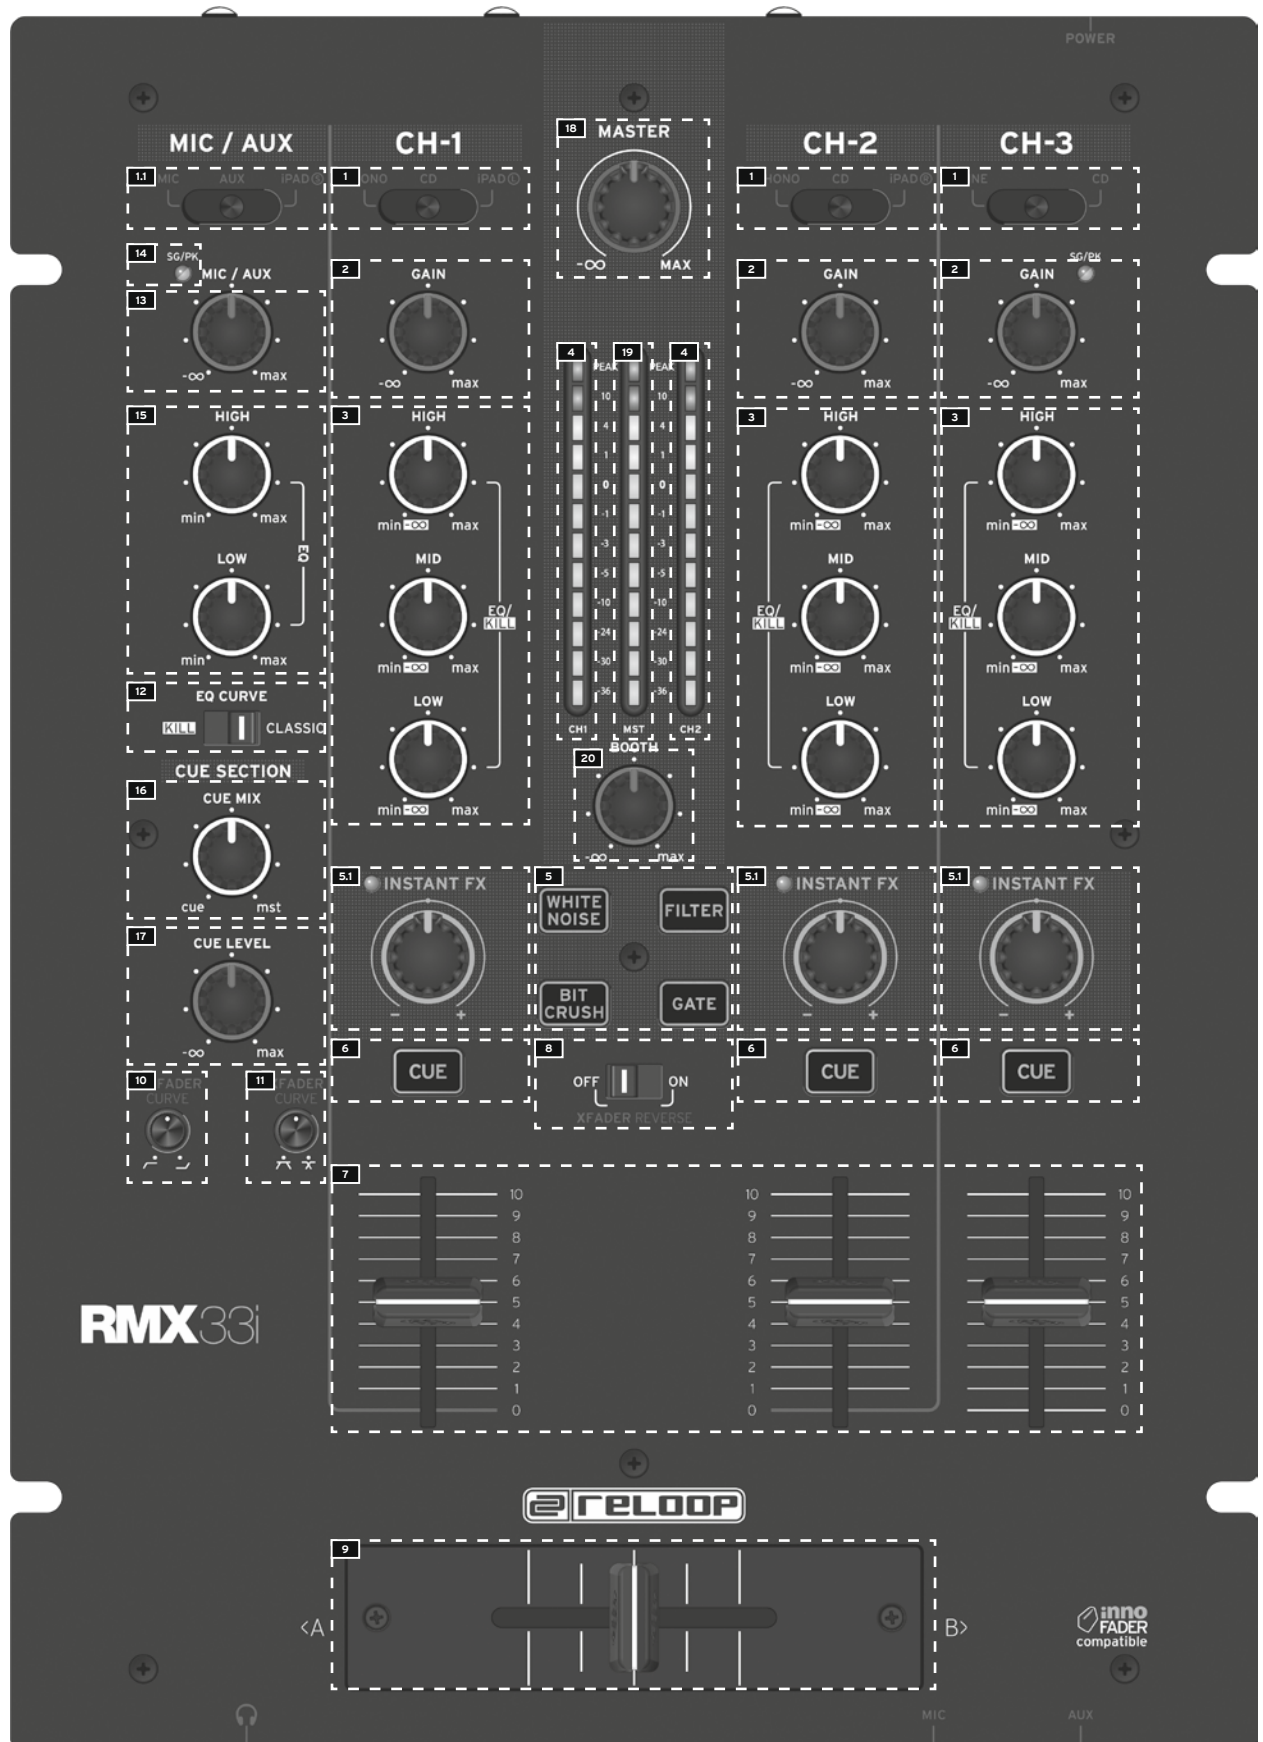 POWER
MIC / AUX
CH-1
18
MASTER
CH-2
CH-3
1.1
MIC
AUX
iPAD L
1
ONO
CD
iPAD L
1
HONO
CD
iPAD R
1
NE
CD
-∞
MAX
14
SG/PK
MIC / AUX
2
GAIN
2
GAIN
2
GAIN
SG/PK
13
-∞
max
-∞
max
-∞
max
-∞
max
4
19
4
PEAK
PEAK
10
10
4
4
1
1
0
0
-1
-1
-3
-3
-5
-5
-10
-10
-24
-24
-30
-30
-36
-36
CH1
MST
CH2
15
HIGH
min
max
EQ
LOW
min
max
3
HIGH
min -∞
max
MID
EQ/
KILL
min -∞
max
LOW
min -∞
max
3
HIGH
min -∞
max
MID
EQ/
KILL
min -∞
max
LOW
min -∞
max
3
HIGH
min -∞
max
MID
EQ/
KILL
min -∞
max
LOW
min -∞
max
12
EQ CURVE
KILL
CLASSIC
CUE SECTION
20
BOOTH
-∞
max
16
CUE MIX
cue
mst
17
CUE LEVEL
-∞
max
5.1
INSTANT FX
-
+
5
WHITE
NOISE
FILTER
BIT
CRUSH
GATE
5.1
INSTANT FX
-
+
5.1
INSTANT FX
-
+
6
CUE
8
OFF
ON
XFADER REVERSE
6
CUE
6
CUE
10
FADER
CURVE
11
FADER
CURVE
7
10
10
10
9
9
9
8
8
8
7
7
7
6
6
6
5
5
5
4
4
4
3
3
3
2
2
2
1
1
1
0
0
0
RMX33i
reloop
9
<A
B>
inno
FADER
compatible
MIC
AUX